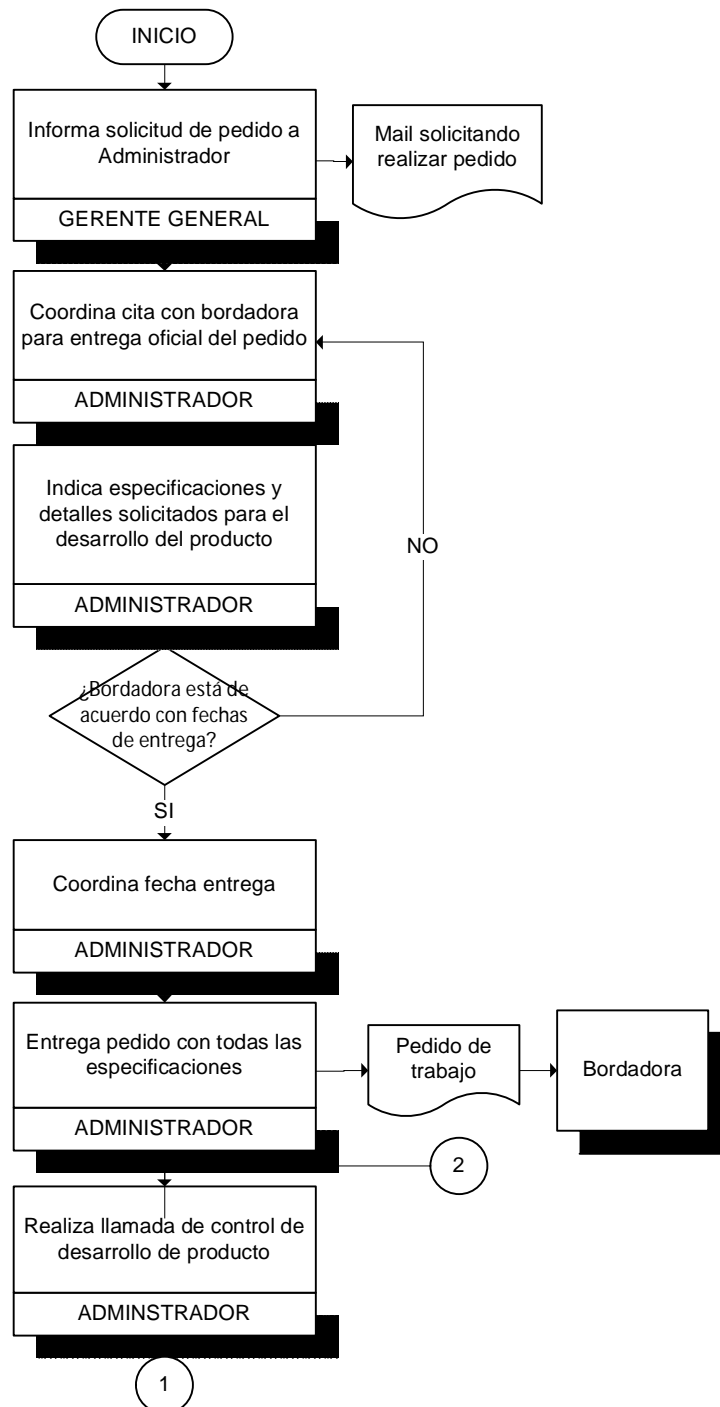 INICIO
Informa solicitud de pedido a
Administrador
GERENTE GENERAL
Mail solicitando
realizar pedido
Coordina cita con bordadora
para entrega oficial del pedido
ADMINISTRADOR
Indica especificaciones y
detalles solicitados para el
desarrollo del producto
ADMINISTRADOR
NO
¿Bordadora está de
acuerdo con fechas
de entrega?
SI
Coordina fecha entrega
ADMINISTRADOR
Entrega pedido con todas las
especificaciones
ADMINISTRADOR
Pedido de
trabajo
Bordadora
2
Realiza llamada de control de
desarrollo de producto
ADMINSTRADOR
1